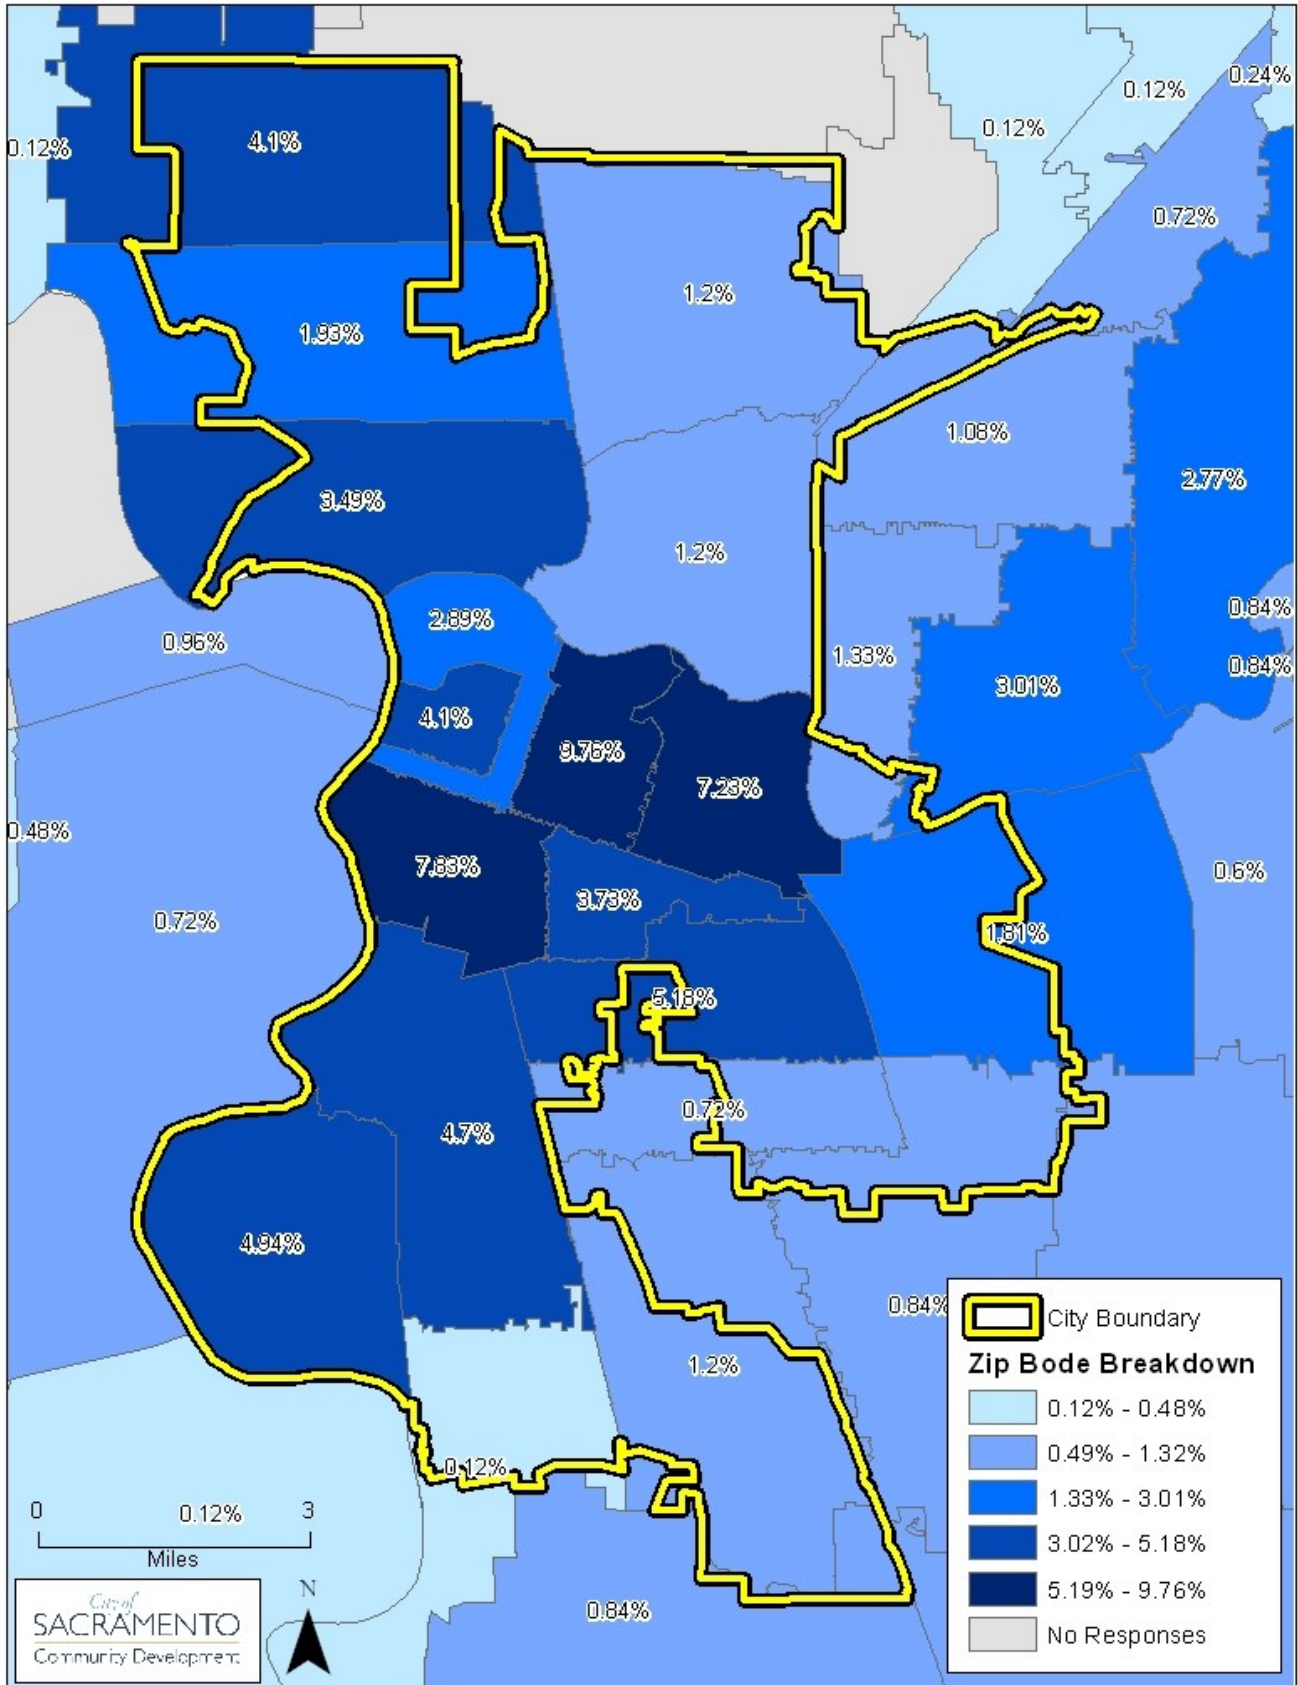 0.24%
0.12%
0.12%
4.1%
0.12%
0.72%
1.2%
1.93%
1.08%
2.77%
3.49%
1.2%
0.84%
2.89%
0.96%
1.33%
0.84%
3.01%
4.1%
9.76%
7.23%
0.48%
7.83%
0.6%
3.73%
0.72%
1.81%
5.18%
0.72%
4.7%
4.94%
0.84%
1.2%
0.12%
0.12%
0.84%
0 3
Miles
N
City of
SACRAMENTO
Community Development
City Boundary
Zip Bode Breakdown
0.12% - 0.48%
0.49% - 1.32%
1.33% - 3.01%
3.02% - 5.18%
5.19% - 9.76%
No Responses